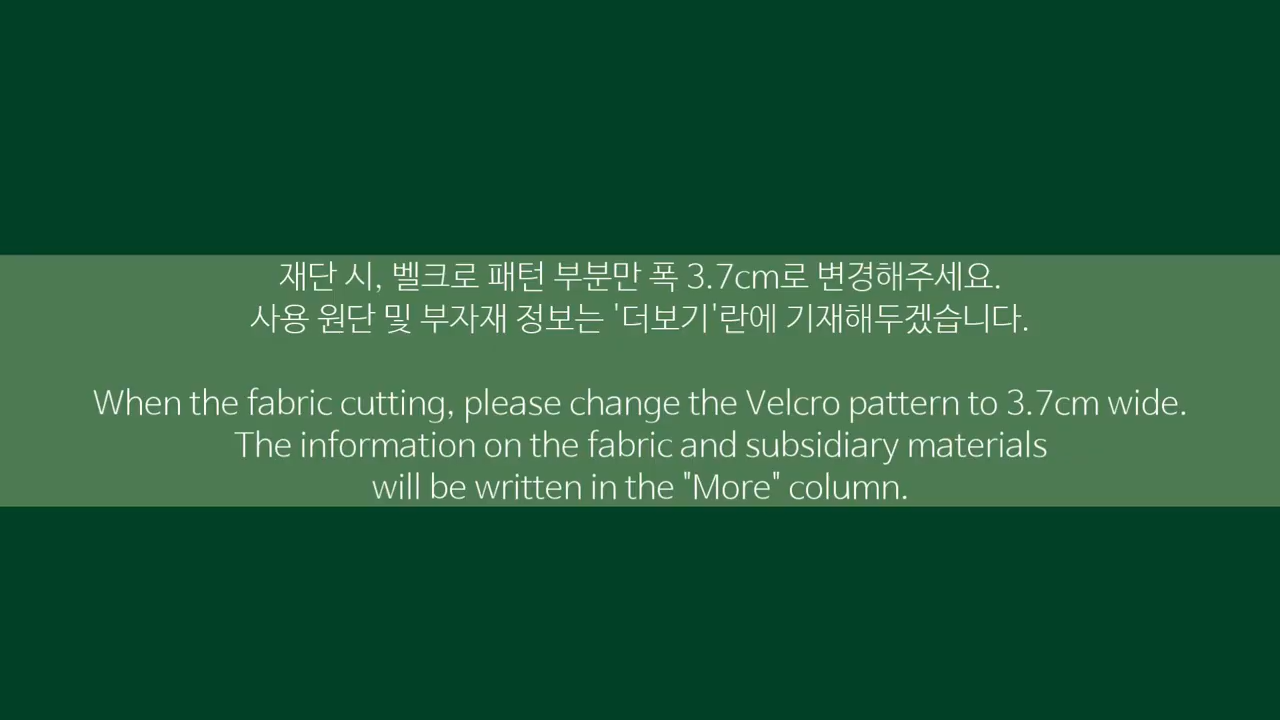 재단 시, 벨크로 패턴 부분만 폭 3.7cm로 변경해주세요.
사용 원단 및 부자재 정보는 '더보기'란에 기재해두겠습니다.
When the fabric cutting, please change the Velcro pattern to 3.7cm wide.
The information on the fabric and subsidiary materials
will be written in the "More" column.